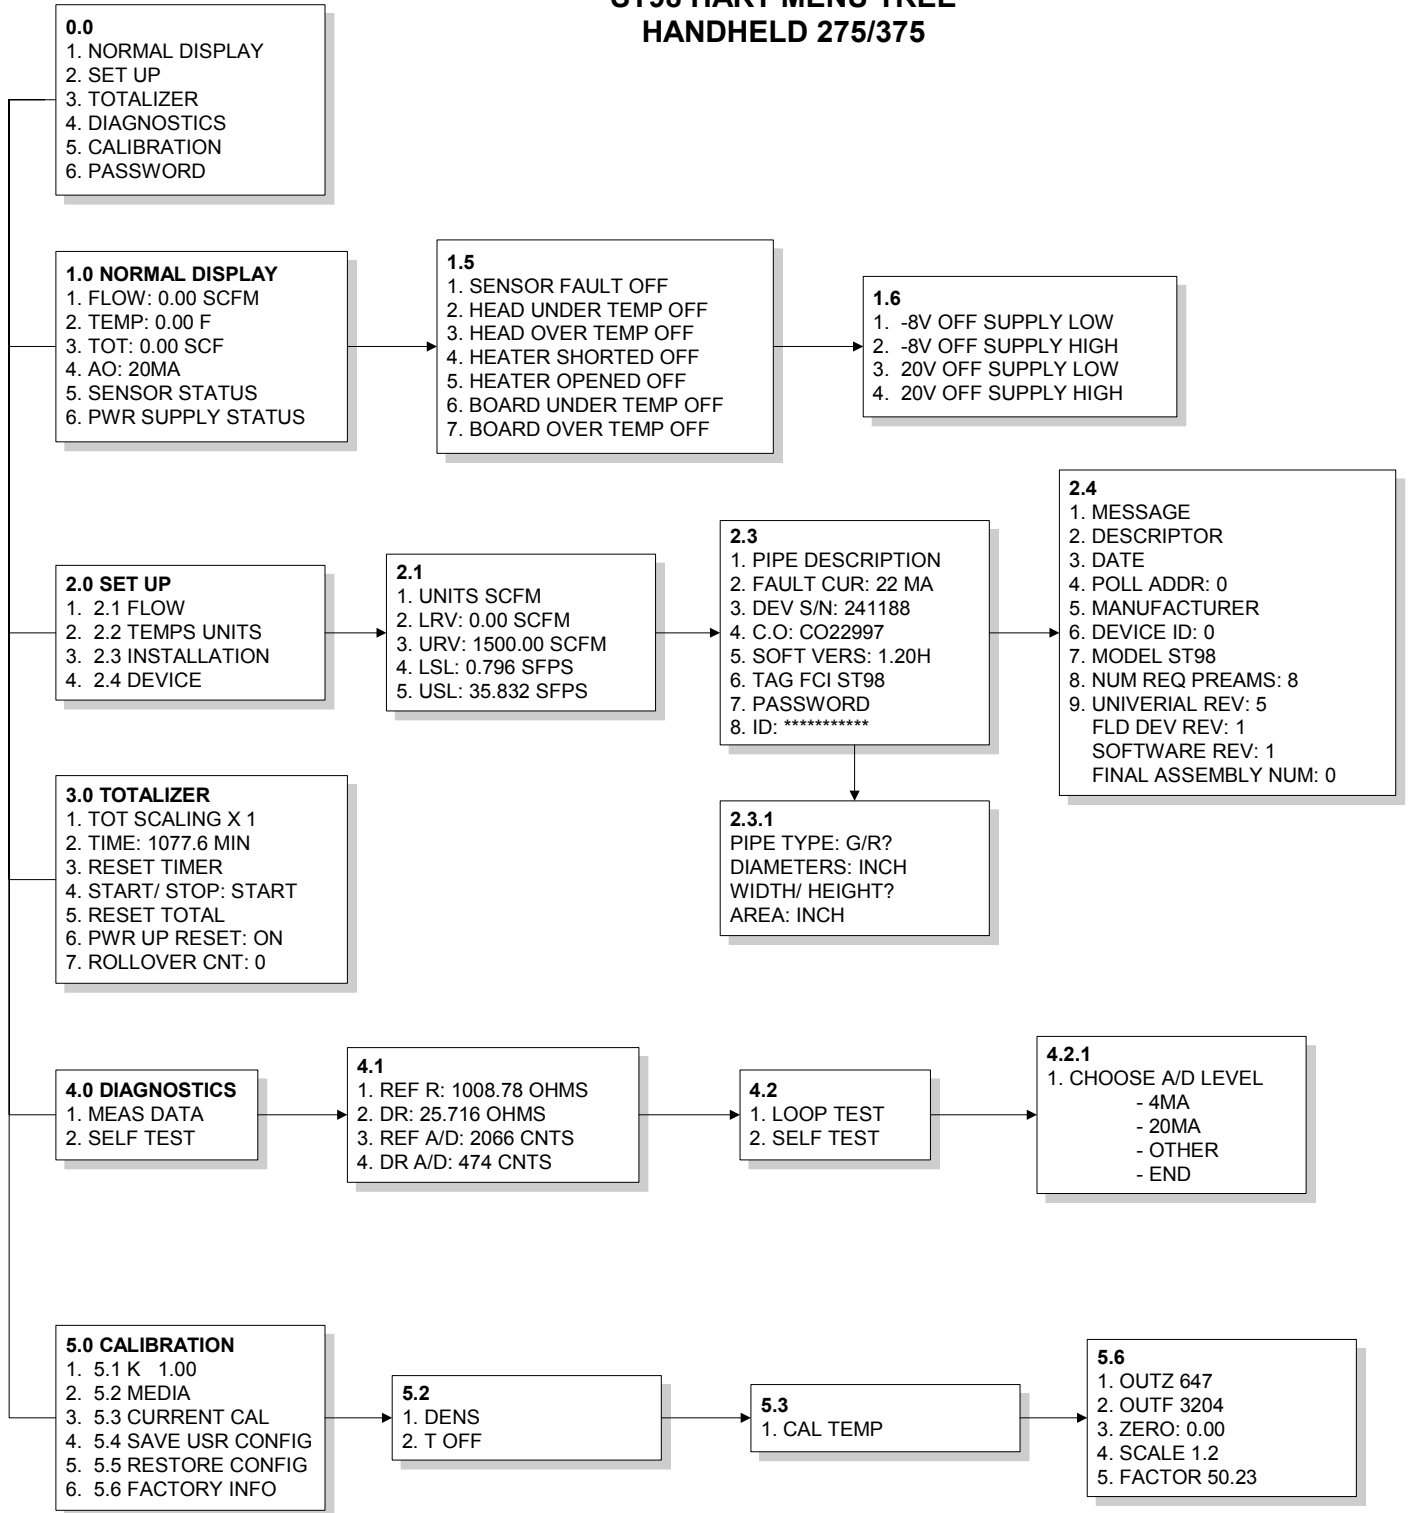 ST98 HART MENU TREE
HANDHELD 275/375
0.0
1. NORMAL DISPLAY
2. SET UP
3. TOTALIZER
4. DIAGNOSTICS
5. CALIBRATION
6. PASSWORD
1.0 NORMAL DISPLAY
1. FLOW: 0.00 SCFM
2. TEMP: 0.00 F
3. TOT: 0.00 SCF
4. AO: 20MA
5. SENSOR STATUS
6. PWR SUPPLY STATUS
1.5
1. SENSOR FAULT OFF
2. HEAD UNDER TEMP OFF
3. HEAD OVER TEMP OFF
4. HEATER SHORTED OFF
5. HEATER OPENED OFF
6. BOARD UNDER TEMP OFF
7. BOARD OVER TEMP OFF
1.6
1. -8V OFF SUPPLY LOW
2. -8V OFF SUPPLY HIGH
3. 20V OFF SUPPLY LOW
4. 20V OFF SUPPLY HIGH
2.0 SET UP
1. 2.1 FLOW
2. 2.2 TEMPS UNITS
3. 2.3 INSTALLATION
4. 2.4 DEVICE
2.1
1. UNITS SCFM
2. LRV: 0.00 SCFM
3. URV: 1500.00 SCFM
4. LSL: 0.796 SFPS
5. USL: 35.832 SFPS
2.3
1. PIPE DESCRIPTION
2. FAULT CUR: 22 MA
3. DEV S/N: 241188
4. C.O: CO22997
5. SOFT VERS: 1.20H
6. TAG FCI ST98
7. PASSWORD
8. ID: ***********
2.4
1. MESSAGE
2. DESCRIPTOR
3. DATE
4. POLL ADDR: 0
5. MANUFACTURER
6. DEVICE ID: 0
7. MODEL ST98
8. NUM REQ PREAMS: 8
9. UNIVERIAL REV: 5
FLD DEV REV: 1
SOFTWARE REV: 1
FINAL ASSEMBLY NUM: 0
2.3.1
PIPE TYPE: G/R?
DIAMETERS: INCH
WIDTH/ HEIGHT?
AREA: INCH
3.0 TOTALIZER
1. TOT SCALING X 1
2. TIME: 1077.6 MIN
3. RESET TIMER
4. START/ STOP: START
5. RESET TOTAL
6. PWR UP RESET: ON
7. ROLLOVER CNT: 0
4.0 DIAGNOSTICS
1. MEAS DATA
2. SELF TEST
4.1
1. REF R: 1008.78 OHMS
2. DR: 25.716 OHMS
3. REF A/D: 2066 CNTS
4. DR A/D: 474 CNTS
4.2
1. LOOP TEST
2. SELF TEST
4.2.1
1. CHOOSE A/D LEVEL
- 4MA
- 20MA
- OTHER
- END
5.0 CALIBRATION
1. 5.1 K 1.00
2. 5.2 MEDIA
3. 5.3 CURRENT CAL
4. 5.4 SAVE USR CONFIG
5. 5.5 RESTORE CONFIG
6. 5.6 FACTORY INFO
5.2
1. DENS
2. T OFF
5.3
1. CAL TEMP
5.6
1. OUTZ 647
2. OUTF 3204
3. ZERO: 0.00
4. SCALE 1.2
5. FACTOR 50.23